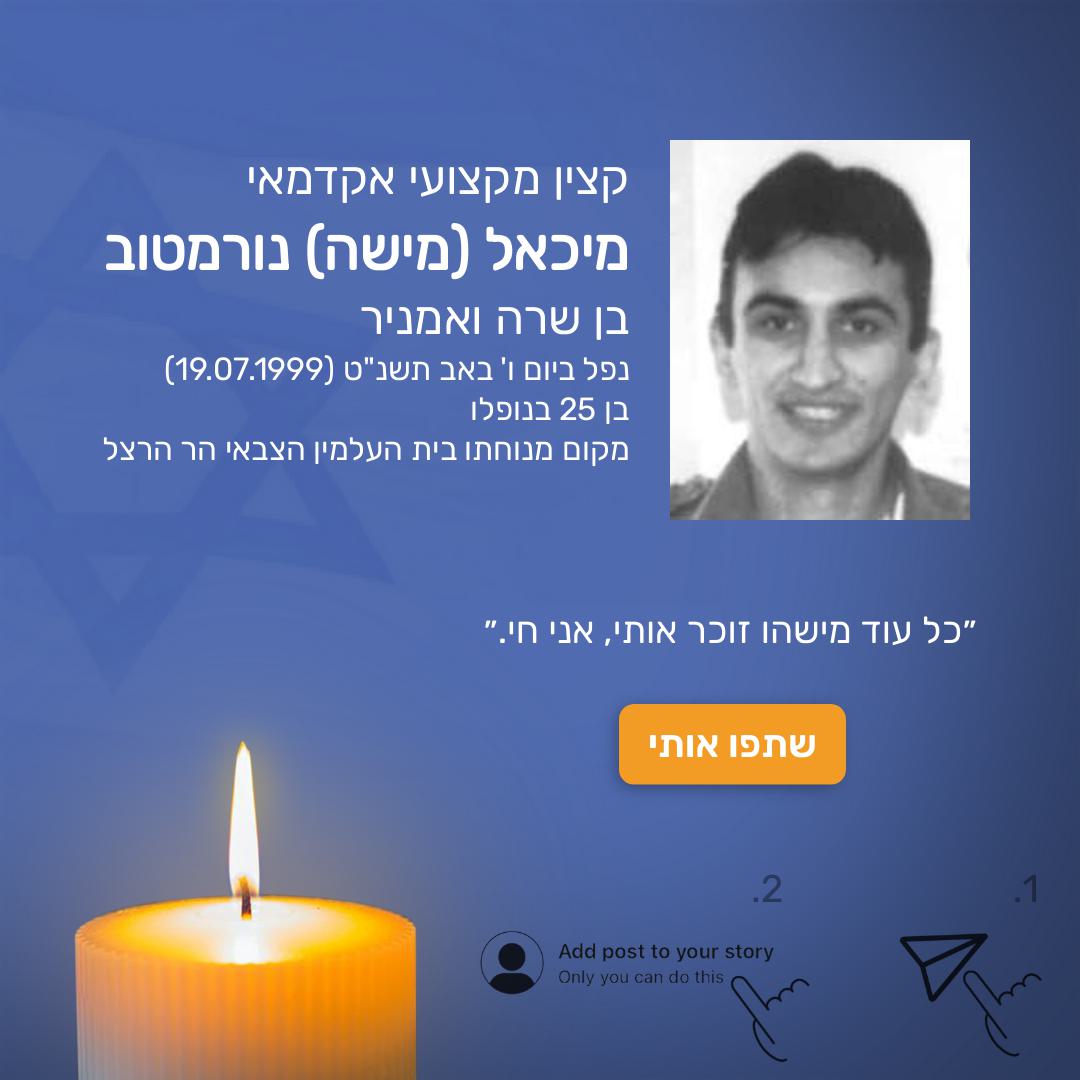 קצין מקצועי אקדמאי
מיכאל (מישה) נורמטוב
בן שרה ואמניר
נפל ביום ו' באב תשנ"ט (19.07.1999)
בן 25 בנופלו
מקום מנוחתו בית העלמין הצבאי הר הרצל
״כל עוד מישהו זוכר אותי, אני חי.״
שתפו אותי
1.
2.
Add post to your story
Only you can do this